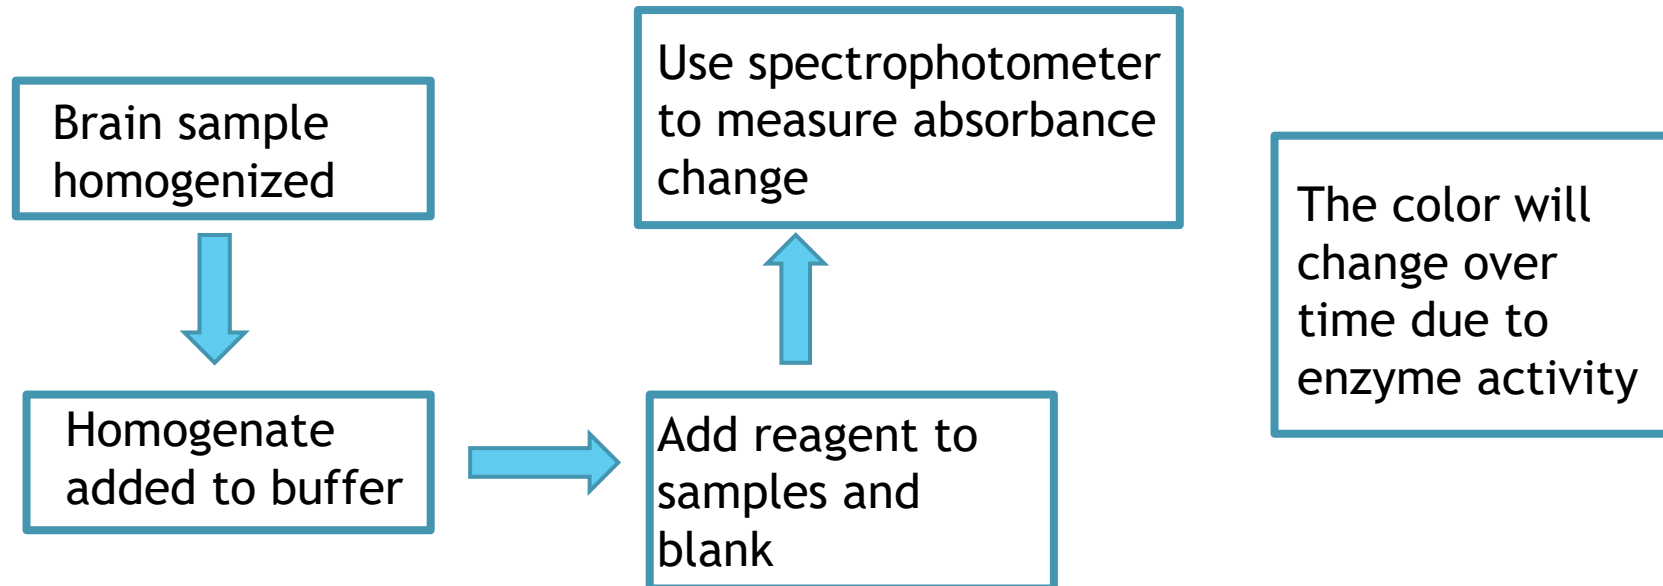 Brain sample
homogenized
Homogenate
added to buffer
Add reagent to
samples and
blank
Use spectrophotometer
to measure absorbance
change
The color will
change over
time due to
enzyme activity